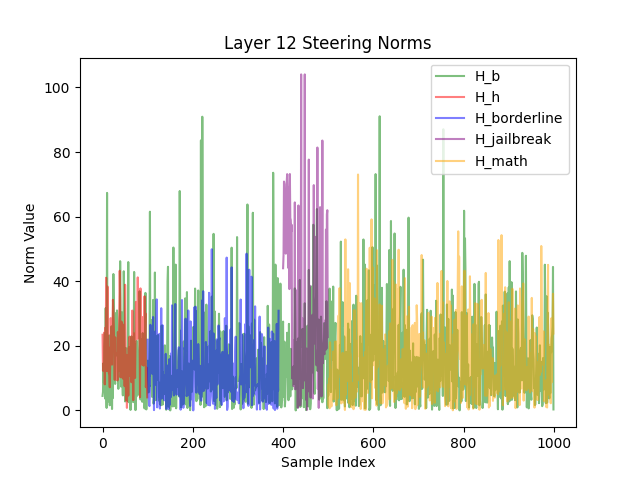 Layer 12 Steering Norms
H_b
H_h
H_borderline
H_jailbreak
H_math
Norm Value
100
80
60
40
20
0
0 200 400 600 800 1000
Sample Index